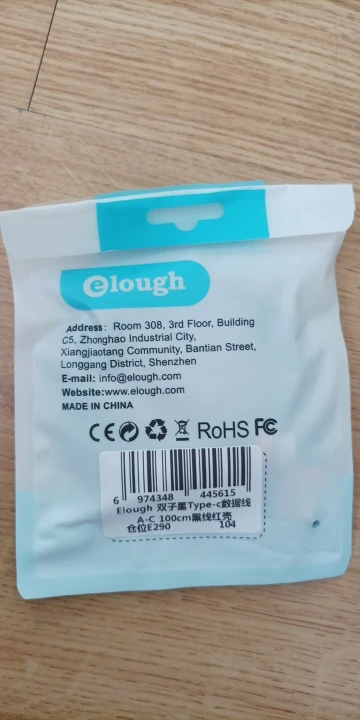 elough
Address: Room 308, 3rd Floor, Building
C5, Zhonghao Industrial City,
Xiangjiaotang Community, Bantian Street,
Longgang District, Shenzhen
E-mail: info@elough.com
Website:www.elough.com
MADE IN CHINA
CE RoHS FC
6 974348 445615
Elough 双子星Type-c数据线
A-C 100cm黑线红壳
仓位E290 104